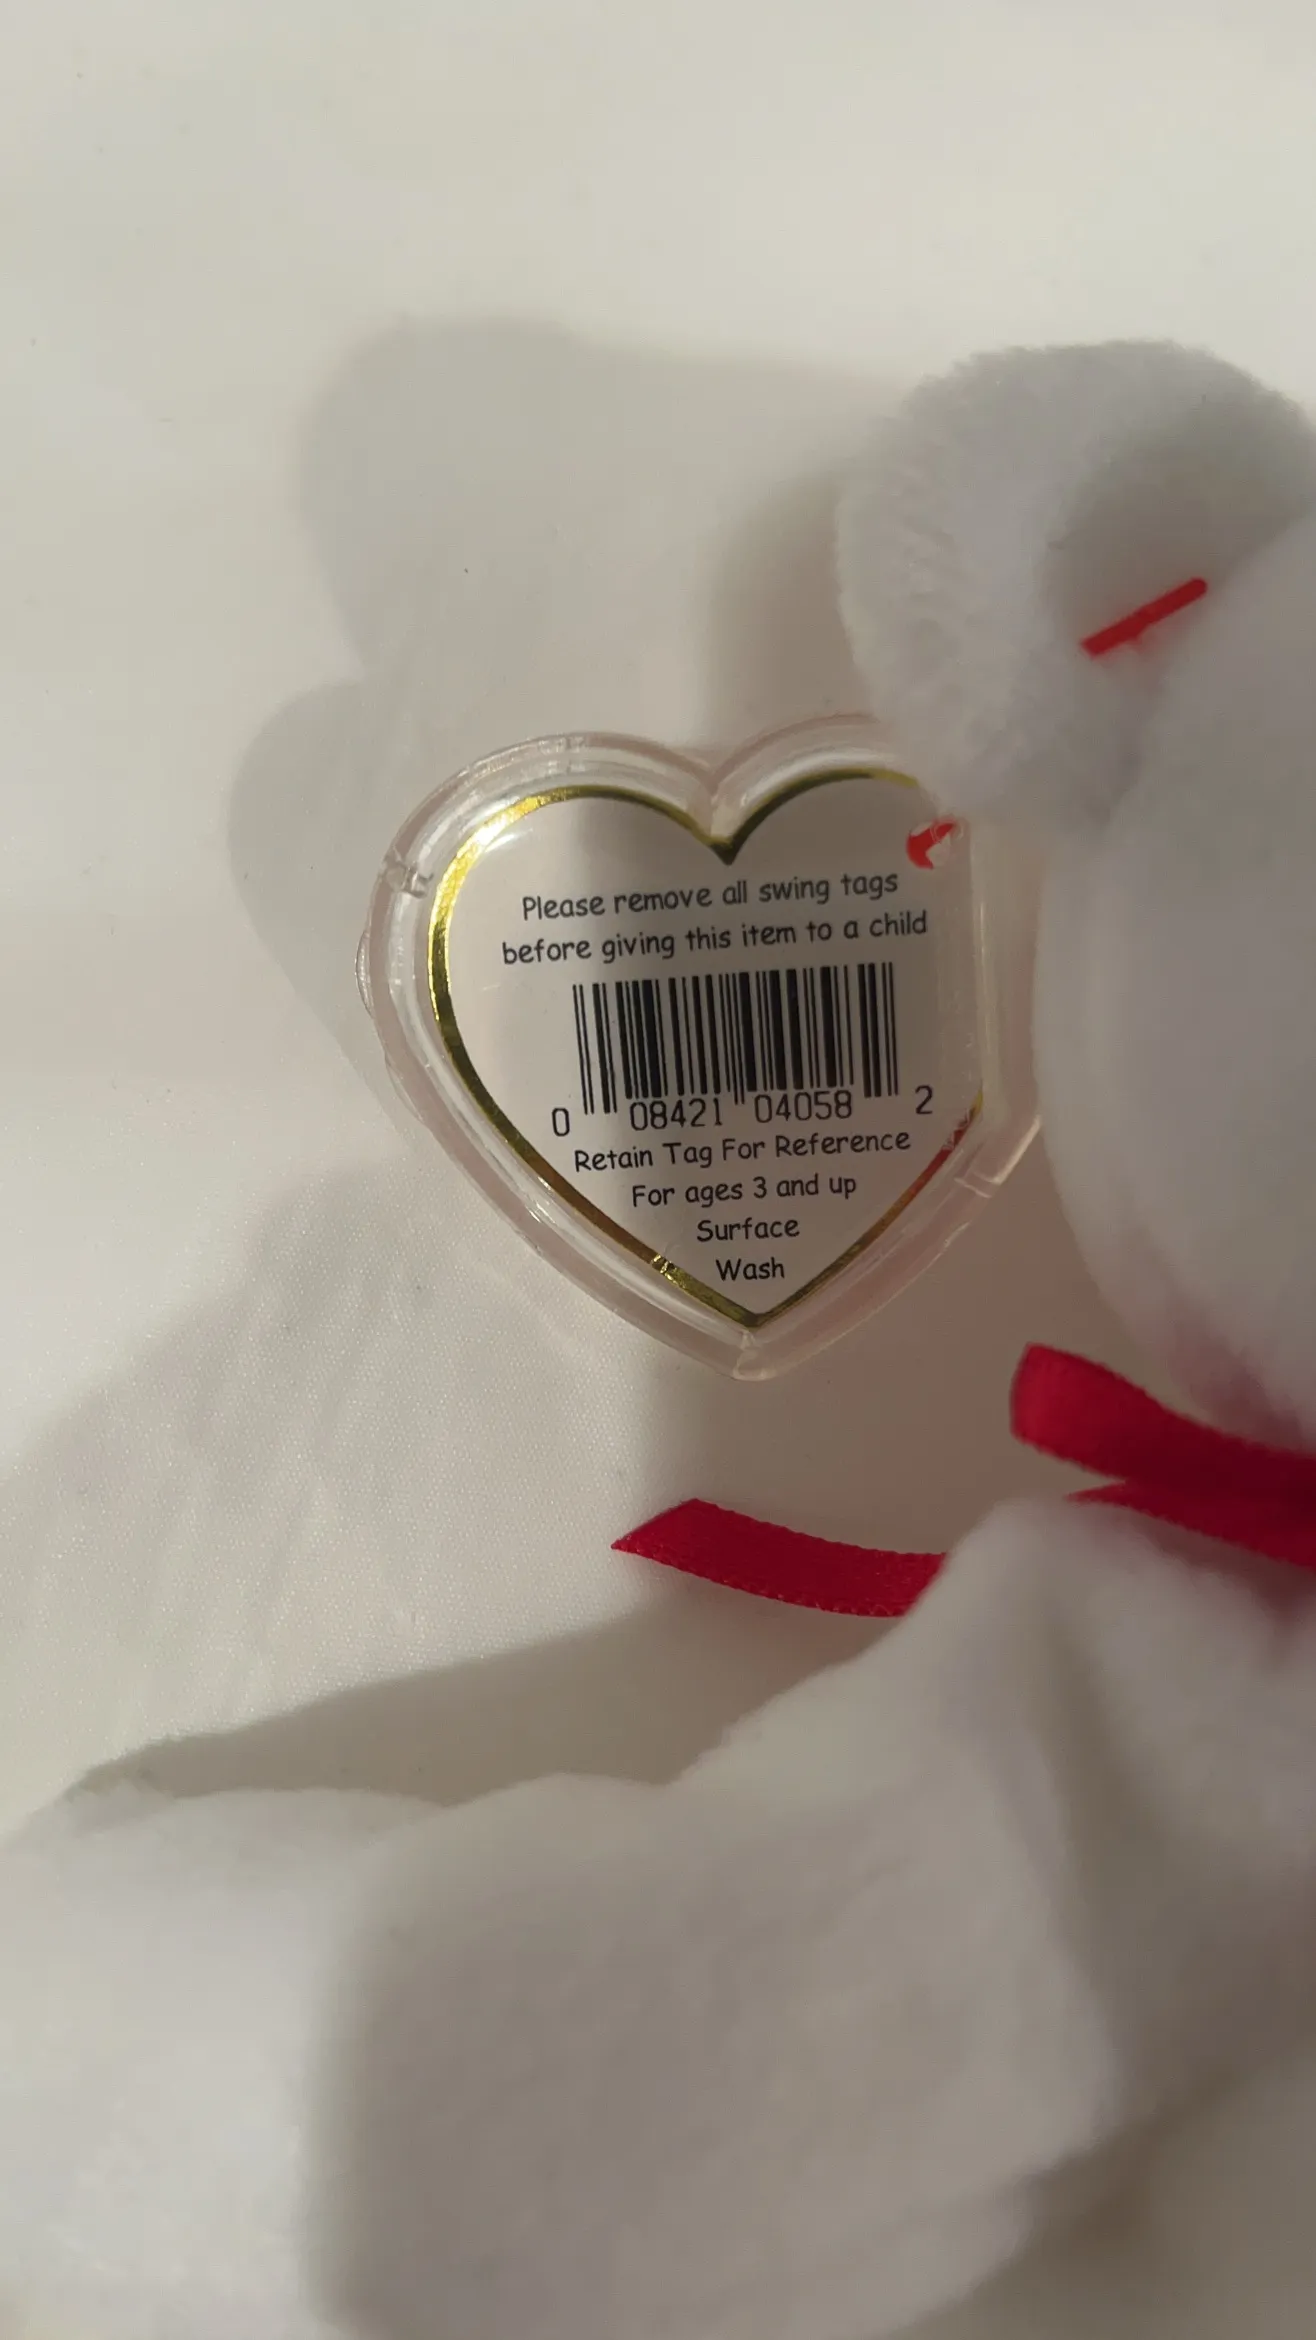 Please remove all swing tags
before giving this item to a child
0 08421 04058 2
Retain Tag For Reference
For ages 3 and up
Surface
Wash